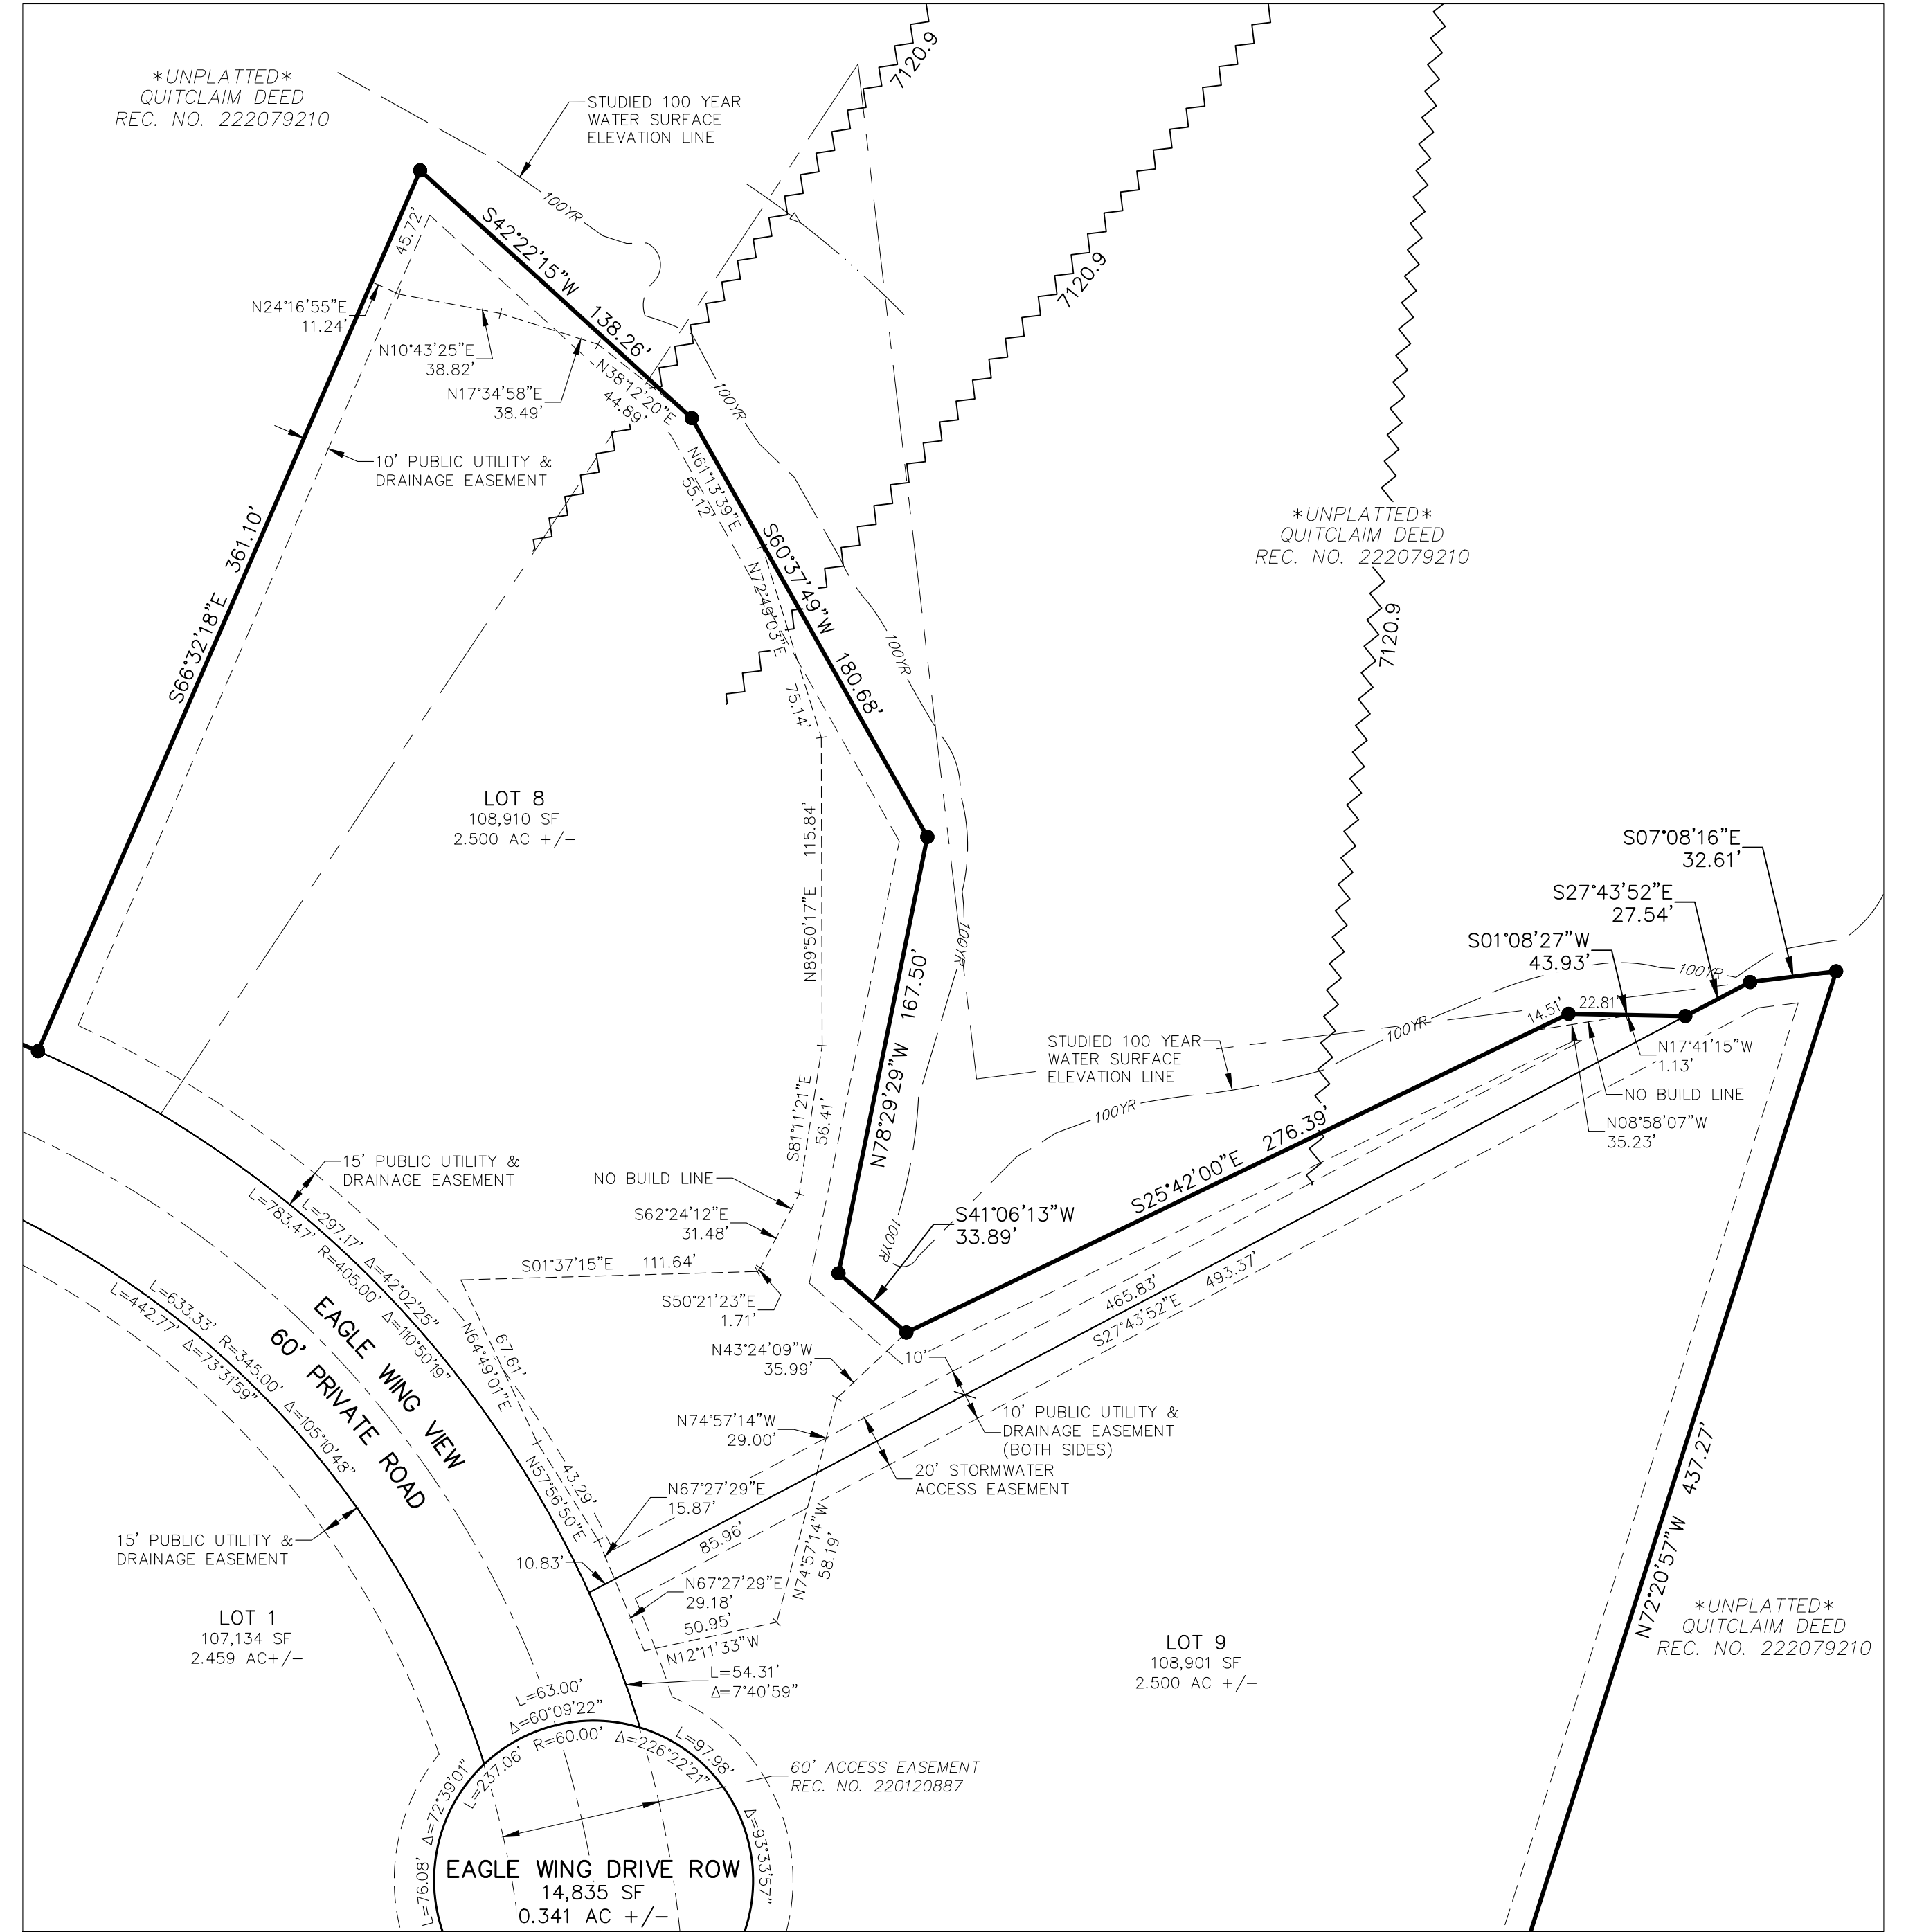 *UNPLATTED*
QUITCLAIM DEED
REC. NO. 222079210
STUDIED 100 YEAR
WATER SURFACE
ELEVATION LINE
7120.9
100YR
45.72'
S42°22'15"W 138.26'
N24°16'55"E
11.24'
N10°43'25"E
38.82'
N17°34'58"E
38.49'
N38°12'20"E
44.89'
7120.9
100YR
10' PUBLIC UTILITY &
DRAINAGE EASEMENT
N61°13'39"E
55.12'
S66°32'18"E 361.10'
S60°37'49"W 180.68'
N72°49'03"E 75.14'
100YR
*UNPLATTED*
QUITCLAIM DEED
REC. NO. 222079210
7120.9
LOT 8
108,910 SF
2.500 AC +/-
N89°50'17"E 115.84'
N78°29'29"W 167.50'
100YR
S07°08'16"E
32.61'
S27°43'52"E
27.54'
S01°08'27"W
43.93'
100YR
14.51'
22.81'
100YR
N17°41'15"W
1.13'
NO BUILD LINE
N08°58'07"W
35.23'
STUDIED 100 YEAR
WATER SURFACE
ELEVATION LINE
100YR
S81°11'21"E
56.41'
15' PUBLIC UTILITY &
DRAINAGE EASEMENT
NO BUILD LINE
S62°24'12"E
31.48'
S01°37'15"E 111.64'
S50°21'23"E
1.71'
S41°06'13"W
33.89'
100YR
S25°42'00"E 276.39'
L=297.17' Δ=42°02'25"
L=783.47' R=405.00' Δ=110°50'19"
EAGLE WING VIEW
60' PRIVATE ROAD
L=633.33' R=345.00' Δ=105°10'48"
L=442.77' Δ=73°31'59"
67.61'
N64°49'01"E
N43°24'09"W
35.99'
10'
465.83'
493.37'
S27°43'52"E
10' PUBLIC UTILITY &
DRAINAGE EASEMENT
(BOTH SIDES)
N74°57'14"W
29.00'
20' STORMWATER
ACCESS EASEMENT
43.29'
N57°56'50"E
N67°27'29"E
15.87'
85.96'
N74°57'14"W
58.19'
10.83'
15' PUBLIC UTILITY &
DRAINAGE EASEMENT
N67°27'29"E
29.18'
50.95'
N12°11'33"W
L=54.31'
Δ=7°40'59"
LOT 1
107,134 SF
2.459 AC+/-
LOT 9
108,901 SF
2.500 AC +/-
N72°20'57"W 437.27'
*UNPLATTED*
QUITCLAIM DEED
REC. NO. 222079210
L=63.00'
Δ=60°09'22"
L=237.06' R=60.00' Δ=226°22'21"
L=97.98' Δ=93°33'57"
L=76.08' Δ=72°39'01"
60' ACCESS EASEMENT
REC. NO. 220120887
EAGLE WING DRIVE ROW
14,835 SF
0.341 AC +/-